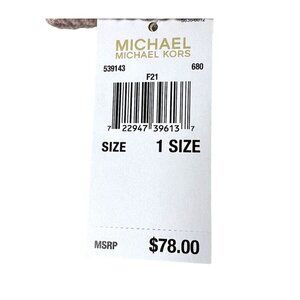 MICHAEL
MICHAEL KORS
539143 680
F21
7 22947 39613 7
SIZE 1 SIZE
MSRP $78.00